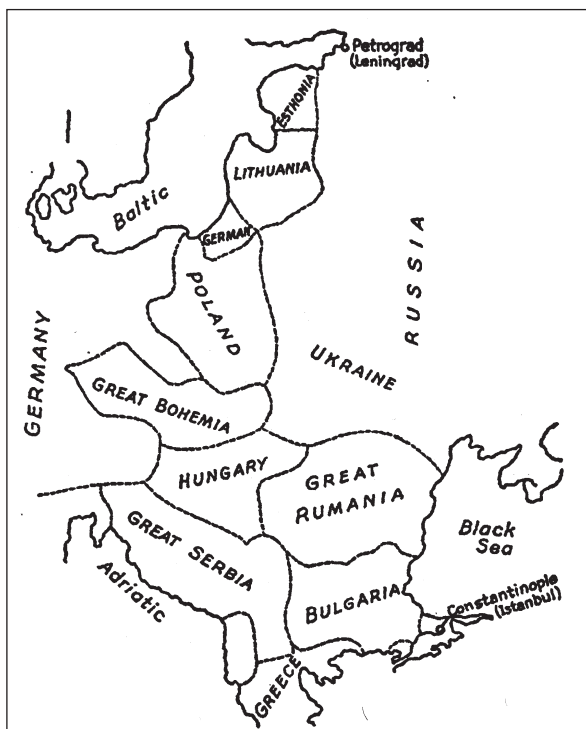 Petrograd
(Leningrad)
ESTHONIA
LITHUANIA
Baltic
GERMAN
RUSSIA
POLAND
UKRAINE
GERMANY
GREAT BOHEMIA
HUNGARY
GREAT
RUMANIA
GREAT SERBIA
Black
Sea
Adriatic
BULGARIA
Constantinople
(Istanbul)
GREECE